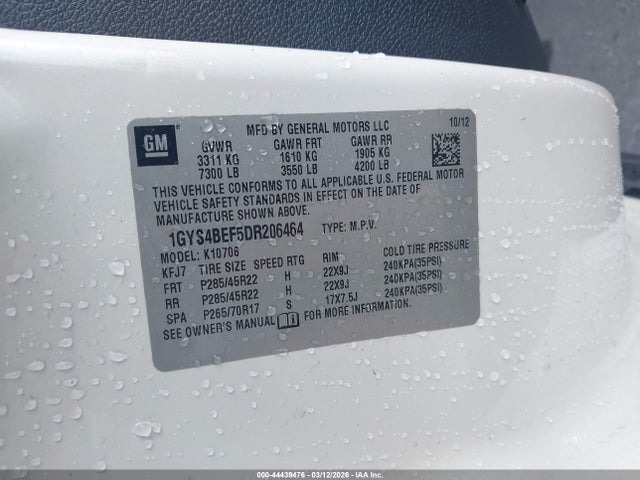 GM
MFD BY GENERAL MOTORS LLC 10/12
GVWR GAWR FRT GAWR RR
3311 KG 1610 KG 1905 KG
7300 LB 3550 LB 4200 LB
THIS VEHICLE CONFORMS TO ALL APPLICABLE U.S. FEDERAL MOTOR
VEHICLE SAFETY STANDARDS IN EFFECT ON THE DATE OF
MANUFACTURE SHOWN ABOVE.
1GYS4BEF5DR206464 TYPE: M.P.V.
MODEL: K10706
KFJ7 TIRE SIZE SPEED RTG RIM COLD TIRE PRESSURE
FRT P285/45R22 H 22X9J 240KPA(35PSI)
RR P285/45R22 H 22X9J 240KPA(35PSI)
SPA P265/70R17 S 17X7.5J 240KPA(35PSI)
SEE OWNER'S MANUAL FOR MORE INFORMATION.
000-44439476 | 03/12/2026 | IAA, Inc.